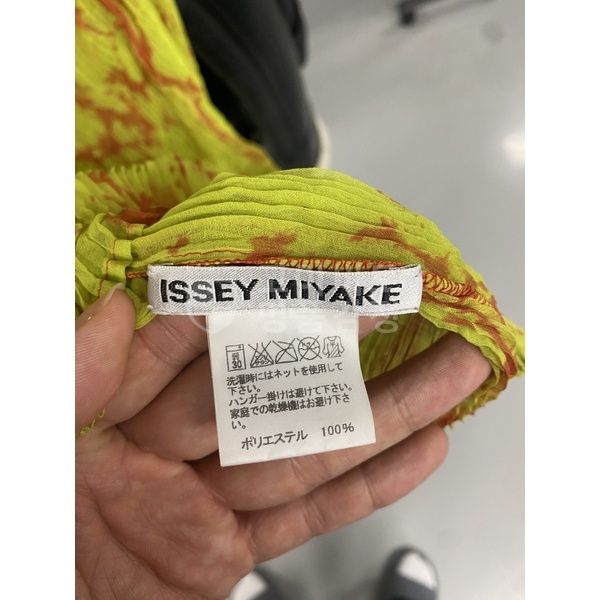 ISSEY MIYAKE
30
洗濯時にはネットを使用して
下さい。
ハンガー掛けは避けて下さい。
家庭での乾燥機はお避け下さ
い。
ポリエステル 100%